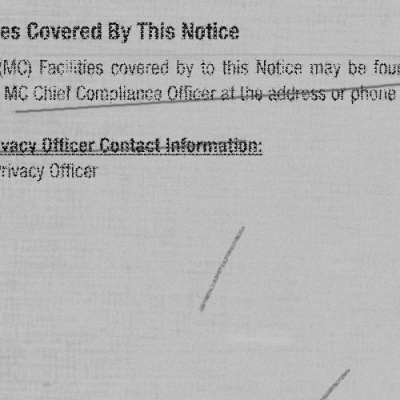 es Covered By This Notice
(MC) Facilities covered by to this Notice may be fou
MC Chief Compliance Officer at the address or phone
vacy Officer Contact Information:
rivacy Officer